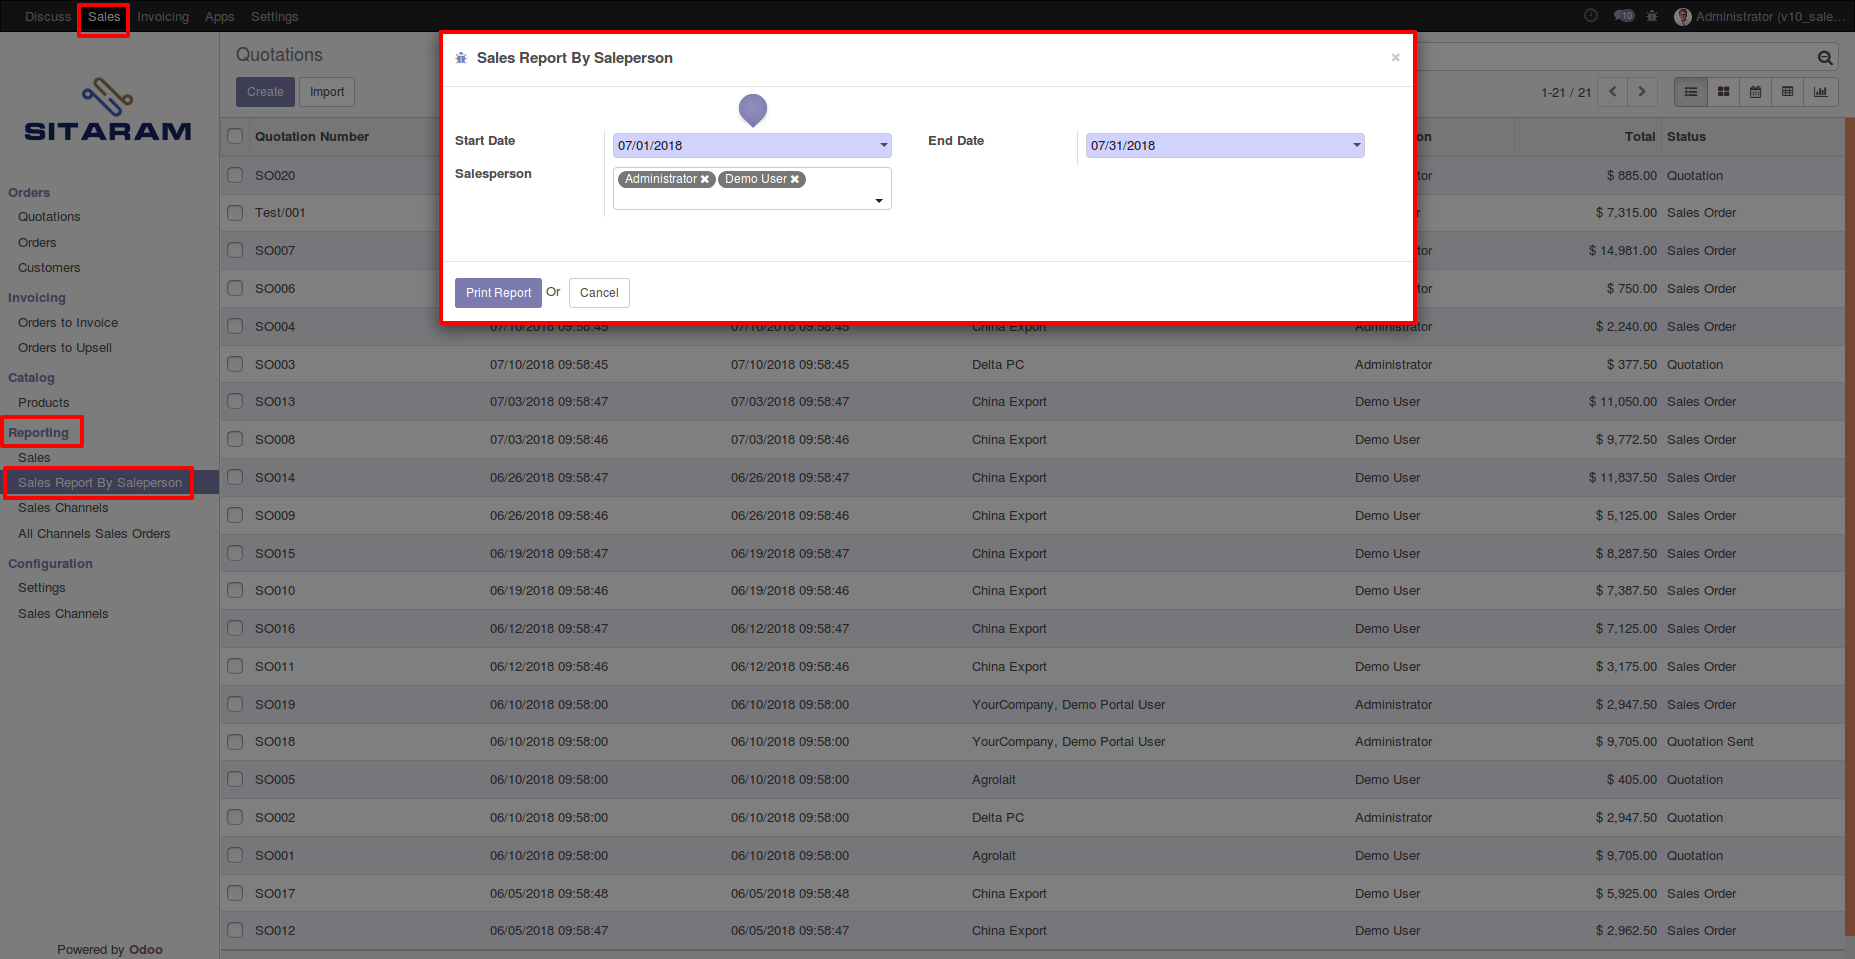 Discuss Sales Invoicing Apps Settings 10 Administrator (v10_sale...
SITARAM
Orders
Quotations
Orders
Customers
Invoicing
Orders to Invoice
Orders to Upsell
Catalog
Products
Reporting
Sales
Sales Report By Saleperson
Sales Channels
All Channels Sales Orders
Configuration
Settings
Sales Channels
Powered by Odoo
Quotations
Create Import
1-21 / 21
Sales Report By Saleperson ×
Start Date 07/01/2018 End Date 07/31/2018
Salesperson Administrator Demo User
Print Report Or Cancel
Quotation Number on Total Status
SO020 tor $ 885.00 Quotation
Test/001 r $ 7,315.00 Sales Order
SO007 tor $ 14,981.00 Sales Order
SO006 tor $ 750.00 Sales Order
SO004 07/10/2018 09:58:45 07/10/2018 09:58:45 China Export Administrator $ 2,240.00 Sales Order
SO003 07/10/2018 09:58:45 07/10/2018 09:58:45 Delta PC Administrator $ 377.50 Quotation
SO013 07/03/2018 09:58:47 07/03/2018 09:58:47 China Export Demo User $ 11,050.00 Sales Order
SO008 07/03/2018 09:58:46 07/03/2018 09:58:46 China Export Demo User $ 9,772.50 Sales Order
SO014 06/26/2018 09:58:47 06/26/2018 09:58:47 China Export Demo User $ 11,837.50 Sales Order
SO009 06/26/2018 09:58:46 06/26/2018 09:58:46 China Export Demo User $ 5,125.00 Sales Order
SO015 06/19/2018 09:58:47 06/19/2018 09:58:47 China Export Demo User $ 8,287.50 Sales Order
SO010 06/19/2018 09:58:46 06/19/2018 09:58:46 China Export Demo User $ 7,387.50 Sales Order
SO016 06/12/2018 09:58:47 06/12/2018 09:58:47 China Export Demo User $ 7,125.00 Sales Order
SO011 06/12/2018 09:58:46 06/12/2018 09:58:46 China Export Demo User $ 3,175.00 Sales Order
SO019 06/10/2018 09:58:00 06/10/2018 09:58:00 YourCompany, Demo Portal User Administrator $ 2,947.50 Sales Order
SO018 06/10/2018 09:58:00 06/10/2018 09:58:00 YourCompany, Demo Portal User Administrator $ 9,705.00 Quotation Sent
SO005 06/10/2018 09:58:00 06/10/2018 09:58:00 Agrolait Demo User $ 405.00 Quotation
SO002 06/10/2018 09:58:00 06/10/2018 09:58:00 Delta PC Administrator $ 2,947.50 Quotation
SO001 06/10/2018 09:58:00 06/10/2018 09:58:00 Agrolait Demo User $ 9,705.00 Quotation
SO017 06/05/2018 09:58:48 06/05/2018 09:58:48 China Export Demo User $ 5,925.00 Sales Order
SO012 06/05/2018 09:58:47 06/05/2018 09:58:47 China Export Demo User $ 2,962.50 Sales Order